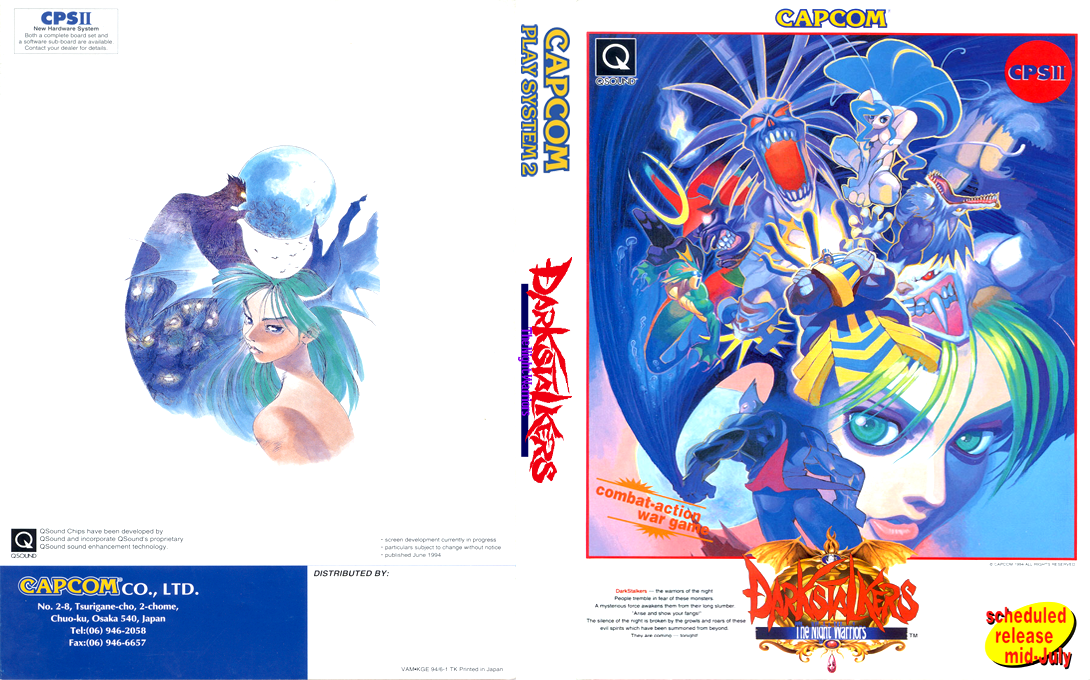 CPSII
New Hardware System
Both a complete board set and
a software sub-board are available
Contact your dealer for details.
Q
QSOUND
QSound Chips have been developed by
QSound and incorporate QSound's proprietary
QSound sound enhancement technology.
- screen development currently in progress
- particulars subject to change without notice
- published June 1994
CAPCOM CO., LTD.
No. 2-8, Tsurigane-cho, 2-chome,
Chuo-ku, Osaka 540, Japan
Tel:(06) 946-2058
Fax:(06) 946-6657
DISTRIBUTED BY:
VAM•KGE 94/6-1 TK Printed in Japan
CAPCOM
PLAY SYSTEM 2
DARKSTALKERS
The Night Warriors
CAPCOM
Q
QSOUND
CPSII
combat-action
war game
© CAPCOM 1994 ALL RIGHTS RESERVED
DarkStalkers — the warriors of the night
People tremble in fear of these monsters.
A mysterious force awakens them from their long slumber.
"Arise and show your fangs!"
The silence of the night is broken by the growls and roars of these
evil spirits which have been summoned from beyond.
They are coming — tonight!
DARKSTALKERS
The Night Warriors
TM
scheduled
release
mid-July